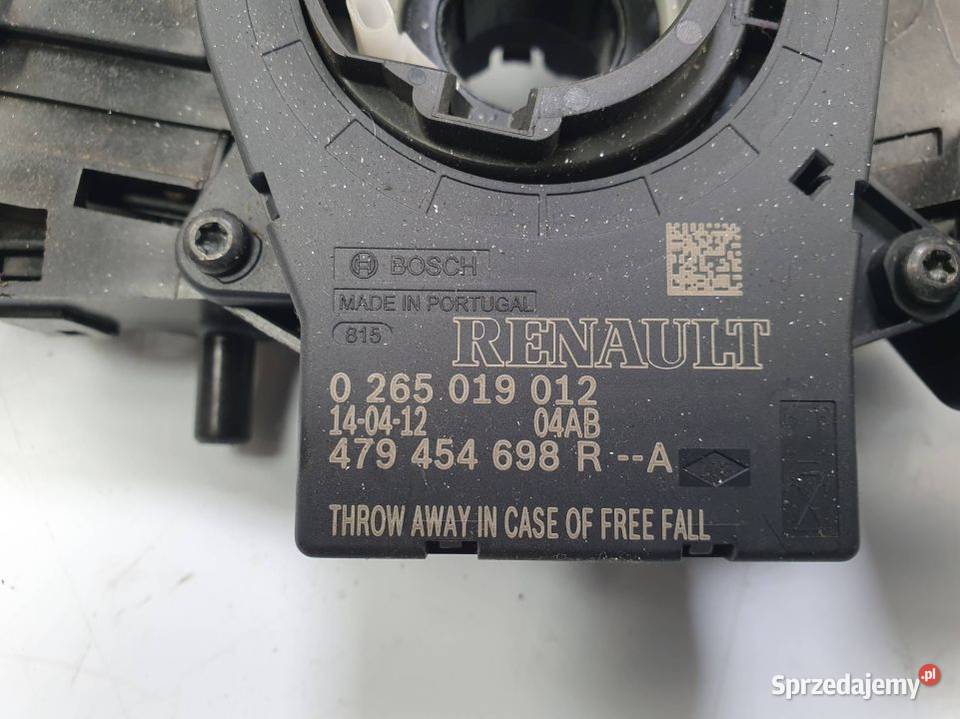 BOSCH
MADE IN PORTUGAL
815
RENAULT
0 265 019 012
14-04-12 04AB
479 454 698 R --A
THROW AWAY IN CASE OF FREE FALL
Sprzedajemy.pl